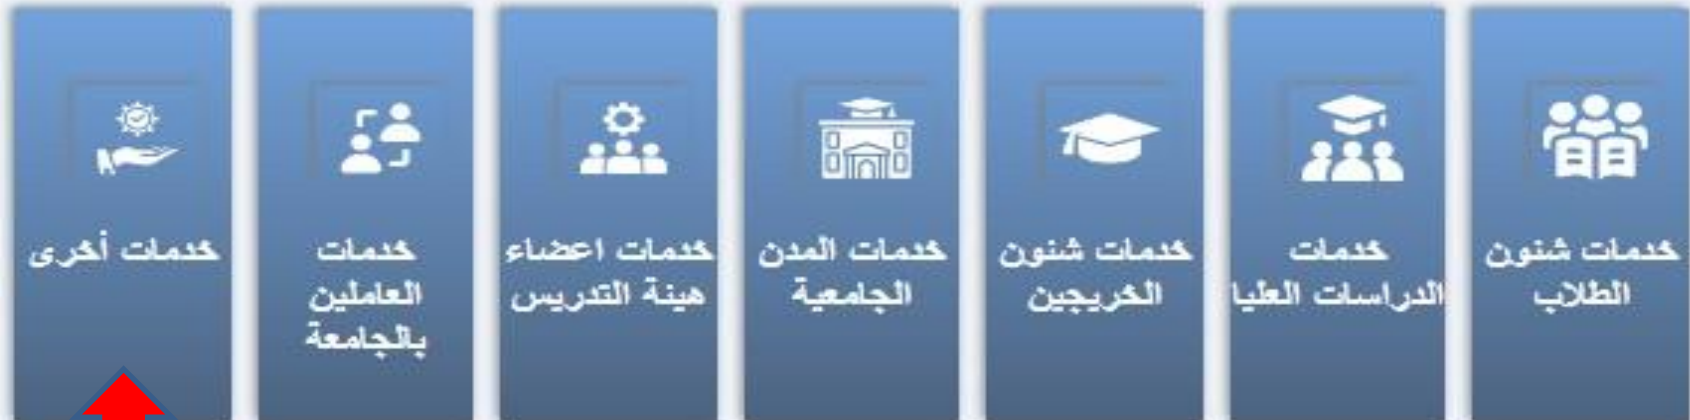 خدمات شئون
الطلاب
خدمات
الدراسات العليا
خدمات شئون
الخريجين
خدمات المدن
الجامعية
خدمات اعضاء
هيئة التدريس
خدمات
العاملين
بالجامعة
خدمات أخرى